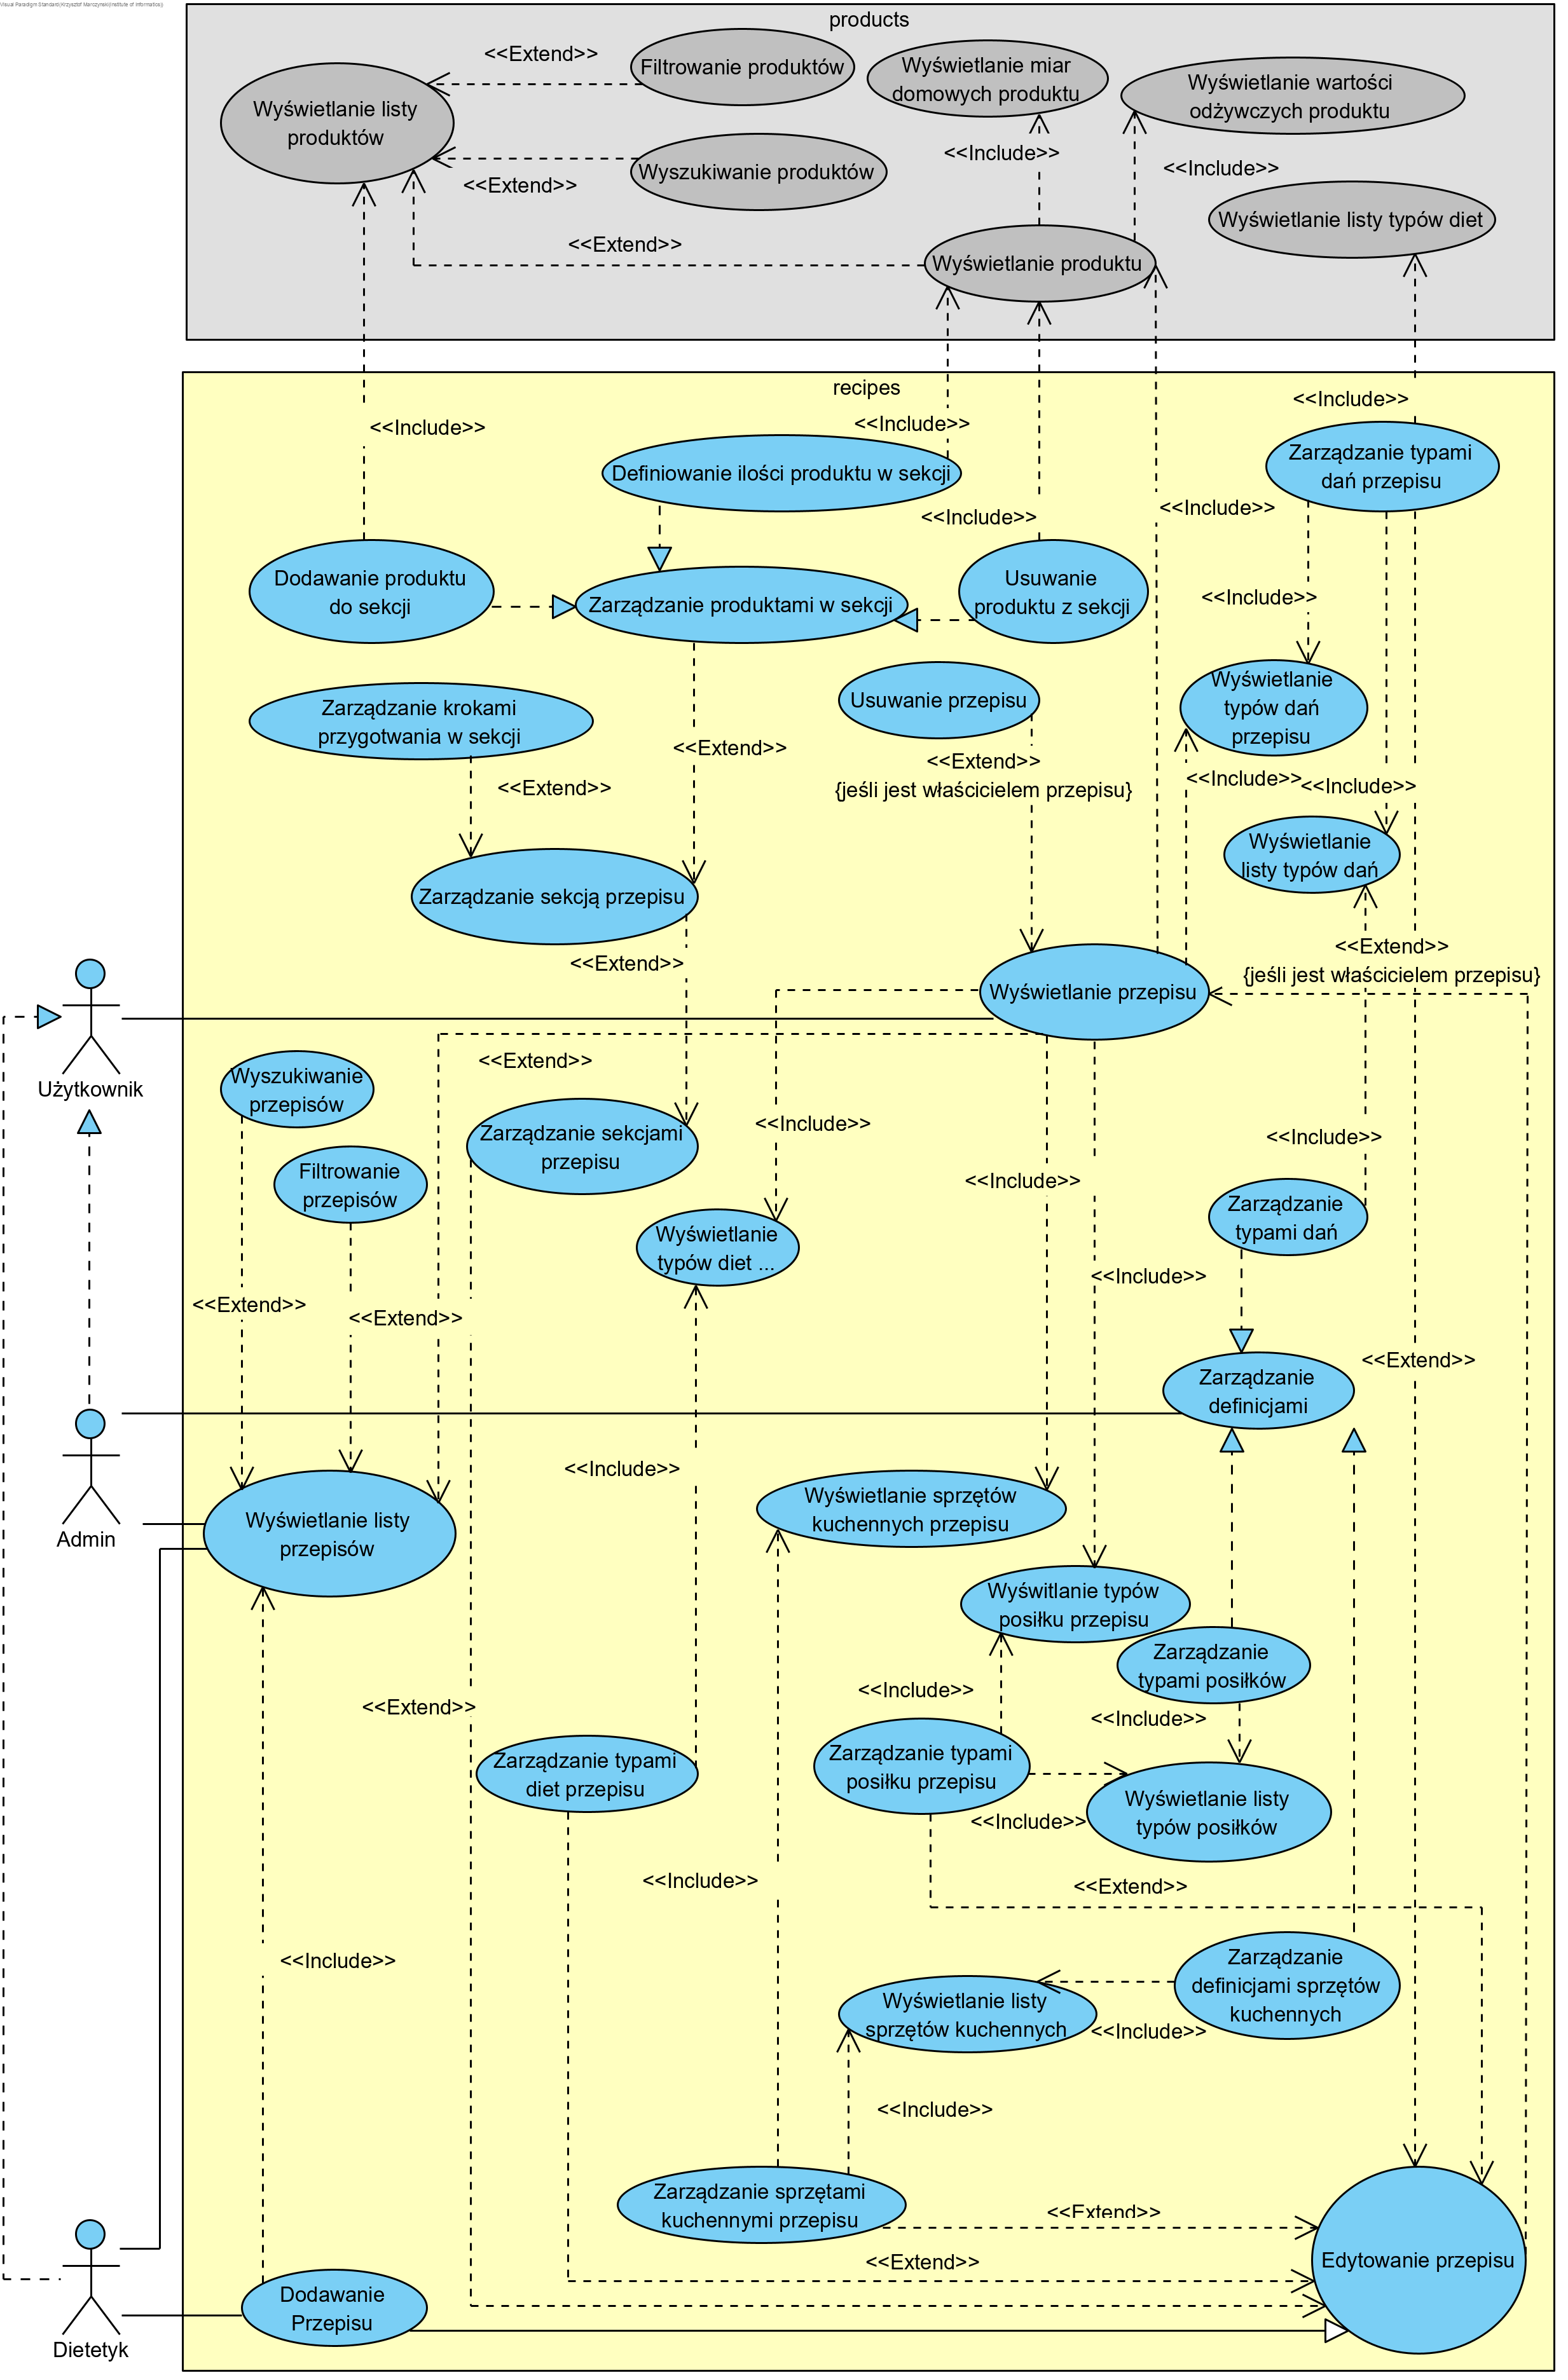 Visual Paradigm Standard(Krzysztof Marczynski(Institute of Informatics))
products
<<Extend>>
Filtrowanie produktów
Wyświetlanie miar
domowych produktu
Wyświetlanie wartości
odżywczych produktu
Wyświetlanie listy
produktów
<<Include>>
<<Include>>
Wyszukiwanie produktów
<<Extend>>
Wyświetlanie listy typów diet
<<Extend>>
Wyświetlanie produktu
recipes
<<Include>>
<<Include>>
<<Include>>
Zarządzanie typami
dań przepisu
Definiowanie ilości produktu w sekcji
<<Include>>
<<Include>>
Dodawanie produktu
do sekcji
Zarządzanie produktami w sekcji
Usuwanie
produktu z sekcji
<<Include>>
Zarządzanie krokami
przygotwania w sekcji
Usuwanie przepisu
Wyświetlanie
typów dań
przepisu
<<Extend>>
<<Extend>>
{jeśli jest właścicielem przepisu}
<<Extend>>
<<Include>>
<<Include>>
Wyświetlanie
listy typów dań
Zarządzanie sekcją przepisu
<<Extend>>
<<Extend>>
{jeśli jest właścicielem przepisu}
Wyświetlanie przepisu
Użytkownik
<<Extend>>
Wyszukiwanie
przepisów
Zarządzanie sekcjami
przepisu
<<Include>>
<<Include>>
Filtrowanie
przepisów
<<Include>>
Zarządzanie
typami dań
Wyświetlanie
typów diet ...
<<Include>>
<<Extend>>
<<Extend>>
<<Extend>>
Zarządzanie
definicjami
<<Include>>
Admin
Wyświetlanie listy
przepisów
Wyświetlanie sprzętów
kuchennych przepisu
Wyświtlanie typów
posiłku przepisu
Zarządzanie
typami posiłków
<<Include>>
<<Extend>>
<<Include>>
Zarządzanie typami
diet przepisu
Zarządzanie typami
posiłku przepisu
Wyświetlanie listy
typów posiłków
<<Include>>
<<Include>>
<<Extend>>
<<Include>>
Zarządzanie
definicjami sprzętów
kuchennych
Wyświetlanie listy
sprzętów kuchennych
<<Include>>
<<Include>>
Zarządzanie sprzętami
kuchennymi przepisu
<<Extend>>
<<Extend>>
Edytowanie przepisu
Dodawanie
Przepisu
Dietetyk